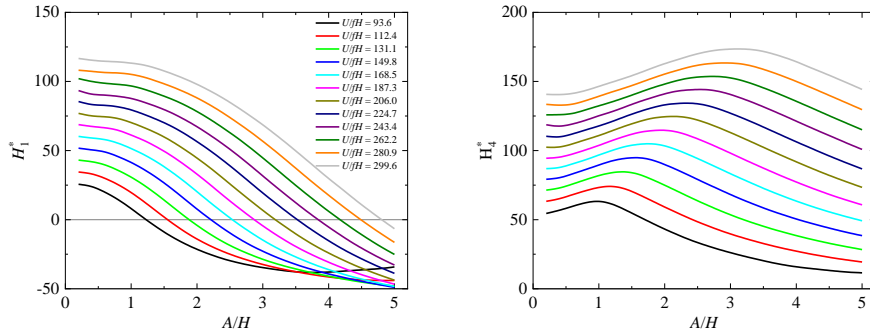 150
100
50
0
-50
0
1
2
3
4
5
A/H
H₁*
U/fH = 93.6
U/fH = 112.4
U/fH = 131.1
U/fH = 149.8
U/fH = 168.5
U/fH = 187.3
U/fH = 206.0
U/fH = 224.7
U/fH = 243.4
U/fH = 262.2
U/fH = 280.9
U/fH = 299.6
200
150
100
50
0
0
1
2
3
4
5
A/H
H₄*